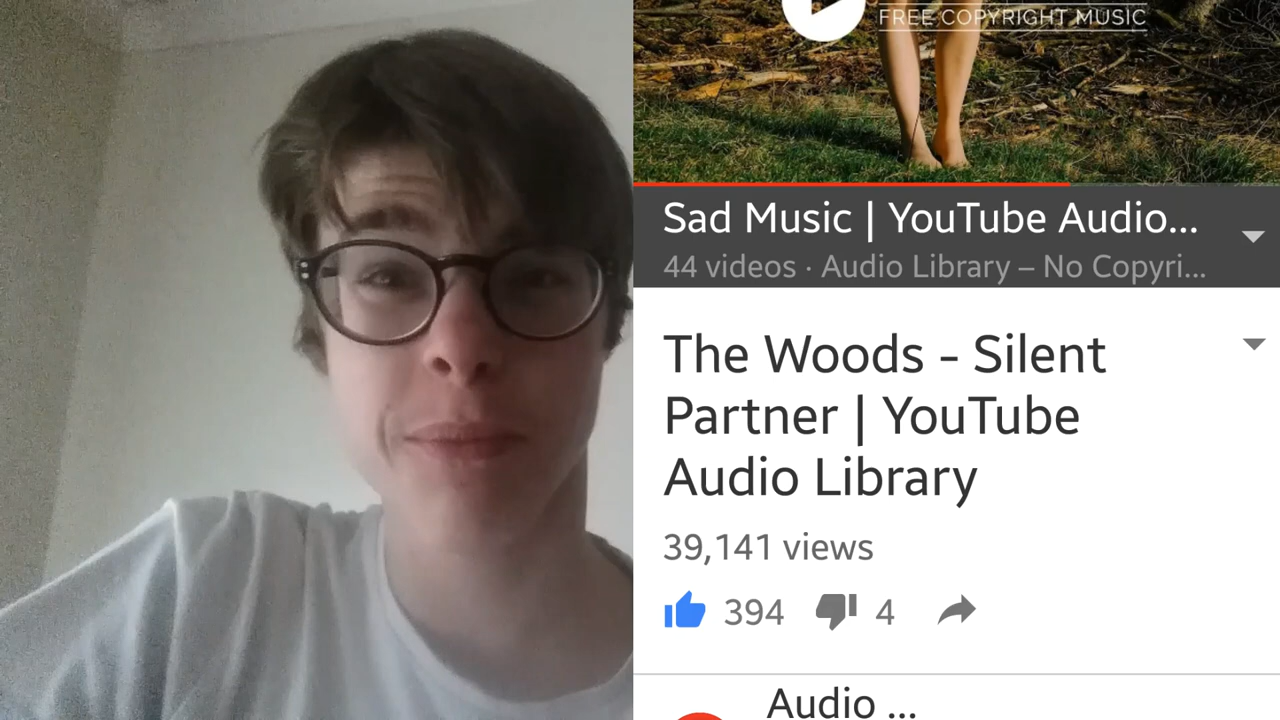 FREE COPYRIGHT MUSIC
Sad Music | YouTube Audio...
44 videos · Audio Library – No Copyri...
The Woods - Silent
Partner | YouTube
Audio Library
39,141 views
394 4
Audio ...